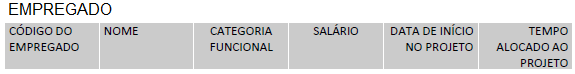 EMPREGADO
CÓDIGO DO EMPREGADO NOME CATEGORIA FUNCIONAL SALÁRIO DATA DE INÍCIO NO PROJETO TEMPO ALOCADO AO PROJETO